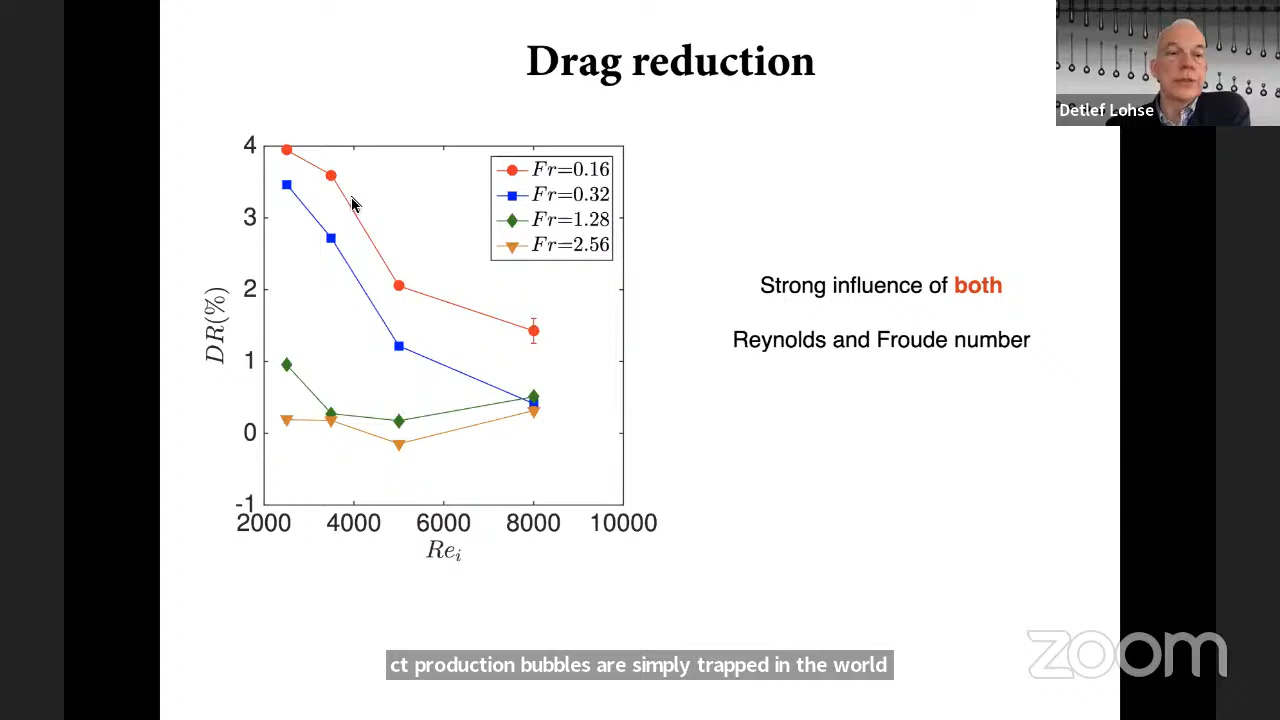 Drag reduction
Detlef Lohse
4
3
2
1
0
-1
DR(%)
Fr=0.16
Fr=0.32
Fr=1.28
Fr=2.56
2000 4000 6000 8000 10000
Re_i
Strong influence of both
Reynolds and Froude number
ct production bubbles are simply trapped in the world
zoom